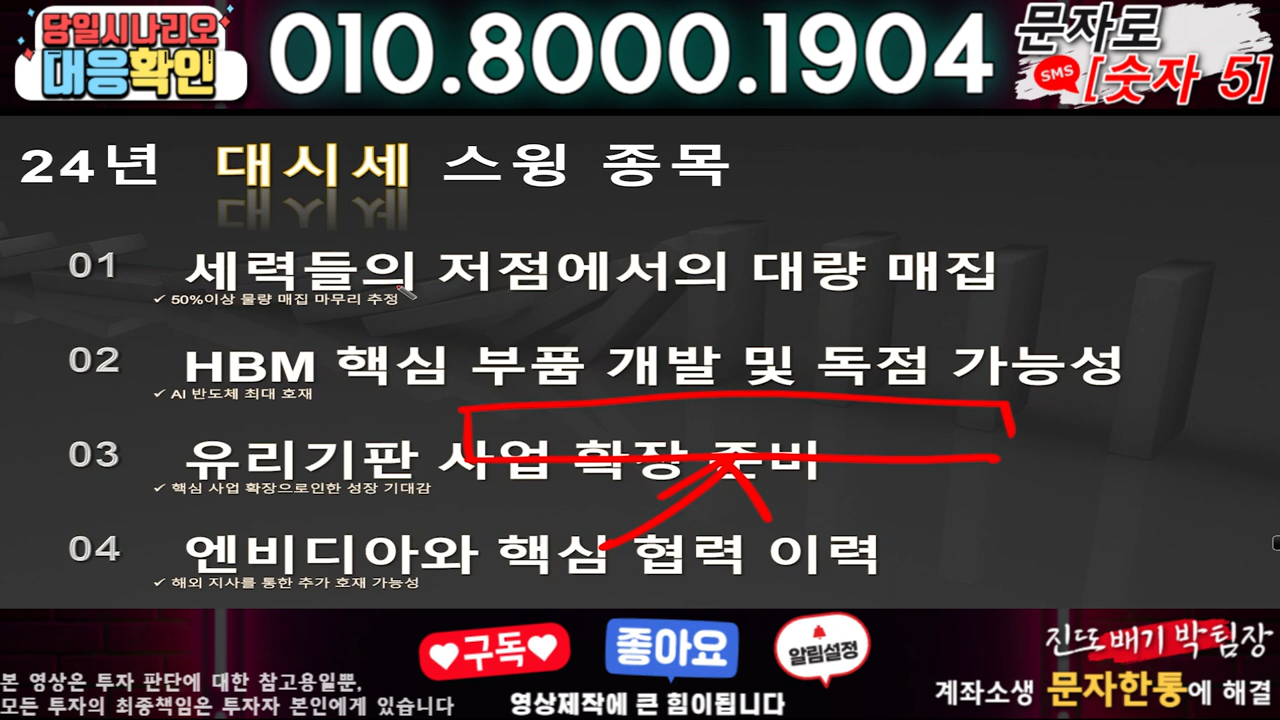 당일시나리오
대응확인
010.8000.1904
문자로
SMS [숫자 5]
24년 대시세 스윙 종목
01 세력들의 저점에서의 대량 매집
✓ 50%이상 물량 매집 마무리 추정
02 HBM 핵심 부품 개발 및 독점 가능성
✓ AI 반도체 최대 호재
03 유리기판 사업 확장 준비
✓ 핵심 사업 확장으로인한 성장 기대감
04 엔비디아와 핵심 협력 이력
✓ 해외 지사를 통한 추가 호재 가능성
구독
좋아요
알림설정
영상제작에 큰 힘이됩니다
본 영상은 투자 판단에 대한 참고용일뿐,
모든 투자의 최종책임은 투자자 본인에게 있습니다
진또배기 박팀장
계좌소생 문자한통에 해결